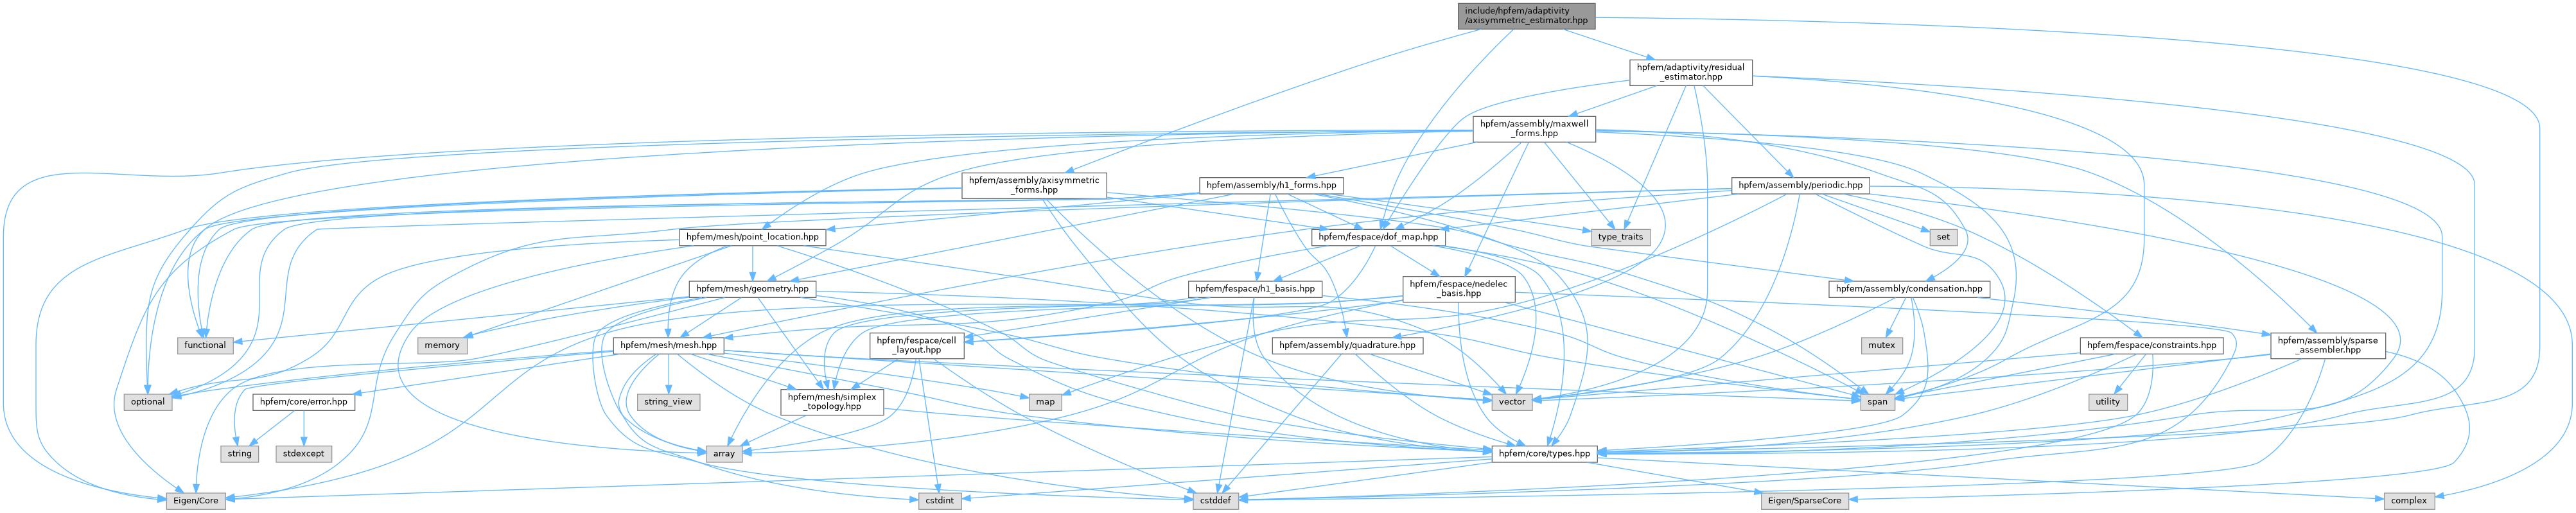 include/hpfem/adaptivity
/axisymmetric_estimator.hpp
hpfem/adaptivity/residual
_estimator.hpp
hpfem/assembly/maxwell
_forms.hpp
hpfem/assembly/axisymmetric
_forms.hpp
hpfem/assembly/h1_forms.hpp
hpfem/assembly/periodic.hpp
hpfem/mesh/point_location.hpp
hpfem/fespace/dof_map.hpp
type_traits
set
hpfem/mesh/geometry.hpp
hpfem/fespace/h1_basis.hpp
hpfem/fespace/nedelec
_basis.hpp
hpfem/assembly/condensation.hpp
functional
memory
hpfem/mesh/mesh.hpp
hpfem/fespace/cell
_layout.hpp
hpfem/assembly/quadrature.hpp
mutex
hpfem/fespace/constraints.hpp
hpfem/assembly/sparse
_assembler.hpp
optional
hpfem/core/error.hpp
string_view
hpfem/mesh/simplex
_topology.hpp
map
vector
span
utility
string
stdexcept
array
hpfem/core/types.hpp
Eigen/Core
cstdint
cstddef
Eigen/SparseCore
complex